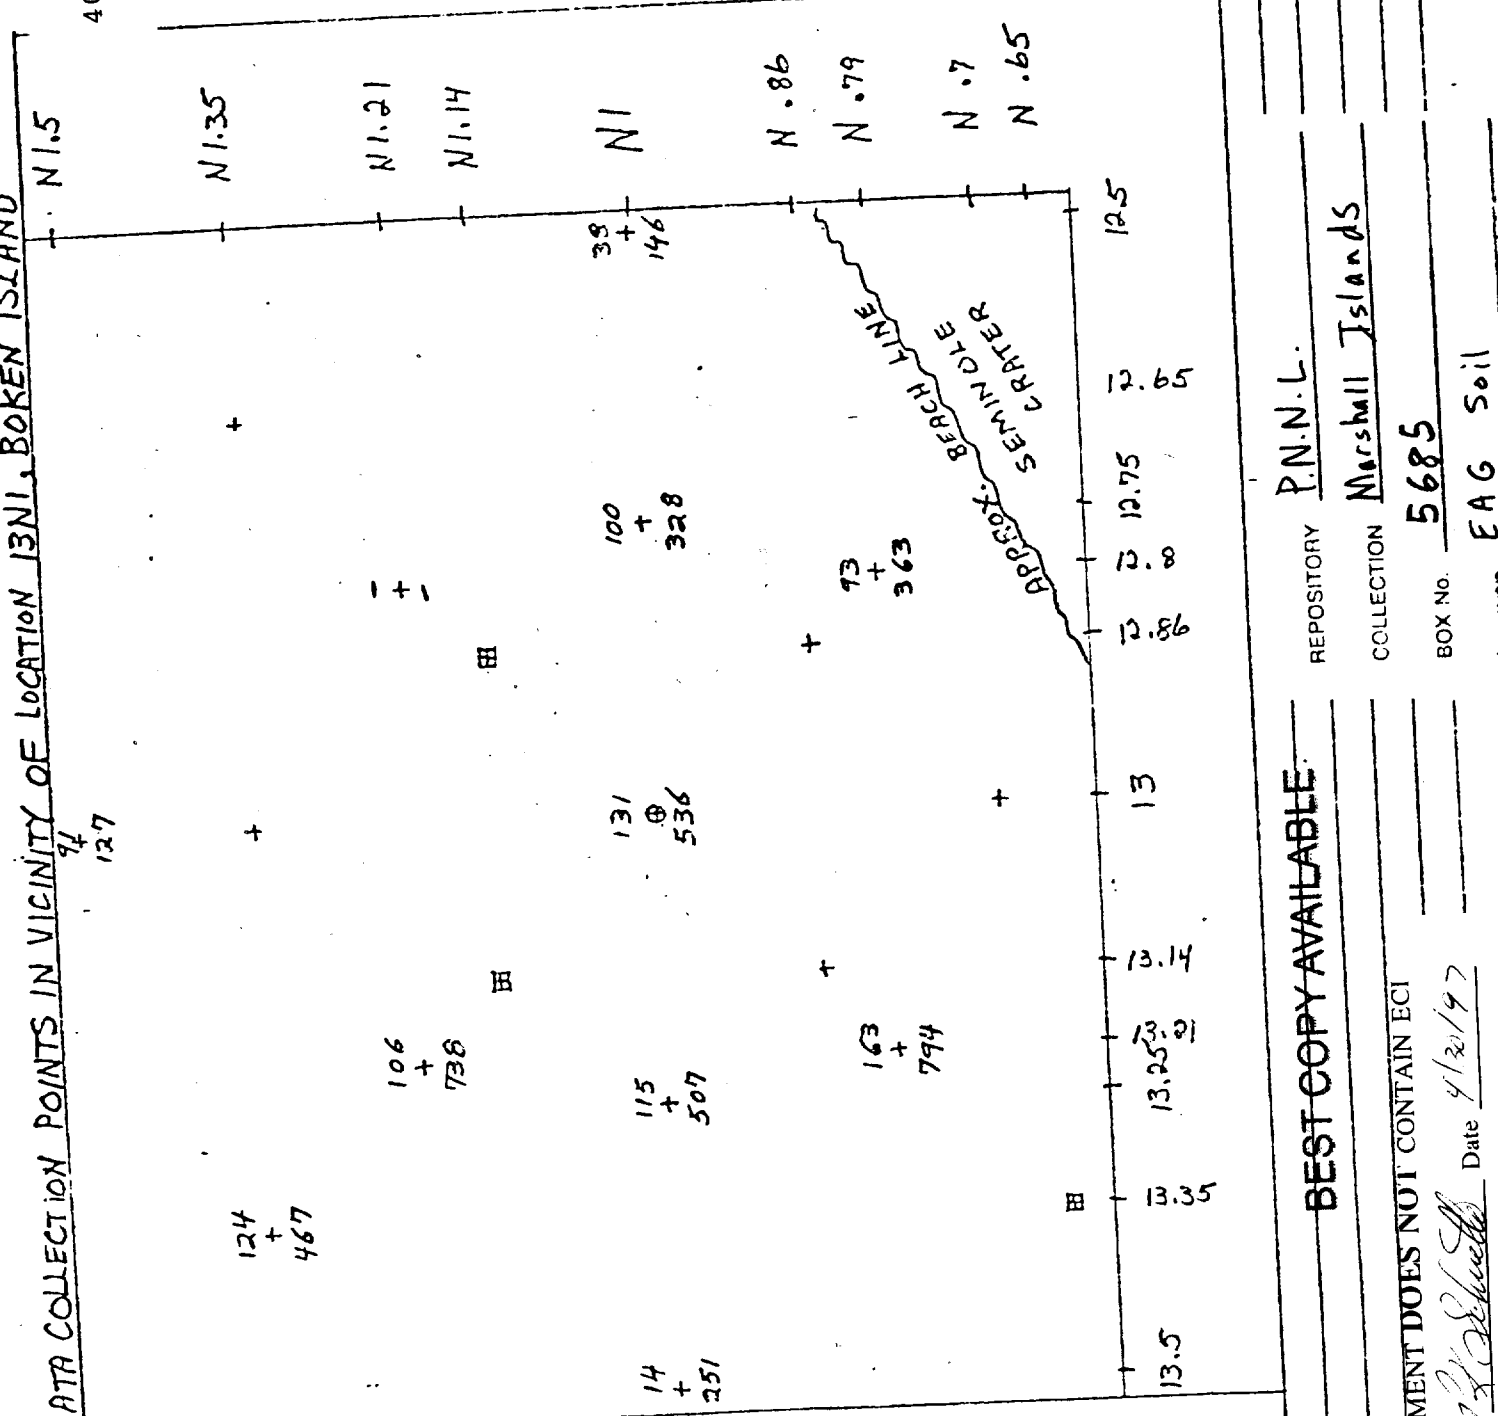 ATA COLLECTION POINTS IN VICINITY OF LOCATION 13N1, BOKEN ISLAND
N1.5
N1.35
N1.21
N1.14
N1
N .86
N .79
N .7
N .65
127
124
+
467
106
+
738
- + -
14
+
251
115
+
507
131
⊕
536
100
+
328
+
146
163
+
794
93
+
363
APPROX. BEACH LINE
SEMINOLE
CRATER
13.5
13.35
13.25
13.21
13.14
13
12.86
12.8
12.75
12.65
12.5
BEST COPY AVAILABLE
REPOSITORY P.N.N.L.
COLLECTION Marshall Islands
BOX No. 5685
EAG Soil
MENT DOES NOT CONTAIN ECI
Date 4/30/97